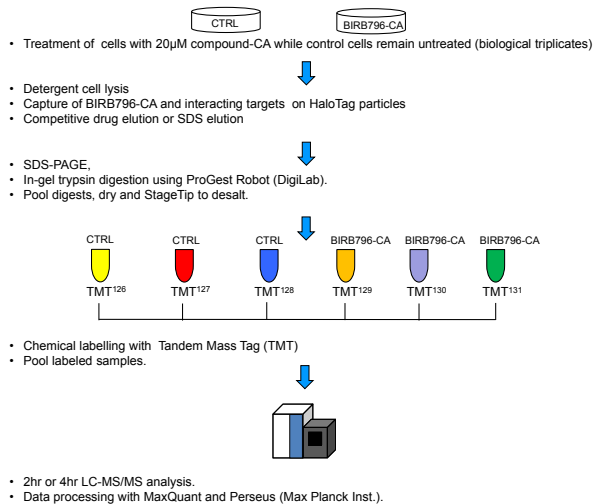 CTRL BIRB796-CA
• Treatment of cells with 20µM compound-CA while control cells remain untreated (biological triplicates)
• Detergent cell lysis
• Capture of BIRB796-CA and interacting targets on HaloTag particles
• Competitive drug elution or SDS elution
• SDS-PAGE,
• In-gel trypsin digestion using ProGest Robot (DigiLab).
• Pool digests, dry and StageTip to desalt.
CTRL CTRL CTRL BIRB796-CA BIRB796-CA BIRB796-CA
TMT126 TMT127 TMT128 TMT129 TMT130 TMT131
• Chemical labelling with Tandem Mass Tag (TMT)
• Pool labeled samples.
• 2hr or 4hr LC-MS/MS analysis.
• Data processing with MaxQuant and Perseus (Max Planck Inst.).